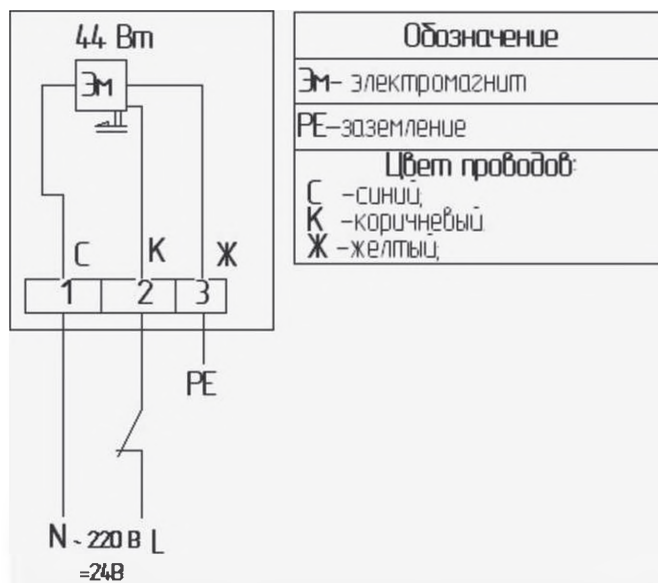 44 Вт
Эм
С К Ж
1 2 3
PE
N ~ 220 В L
=24В
Обозначение
Эм- электромагнит
PE-заземление
Цвет проводов:
С -синий;
К -коричневый.
Ж -желтый;